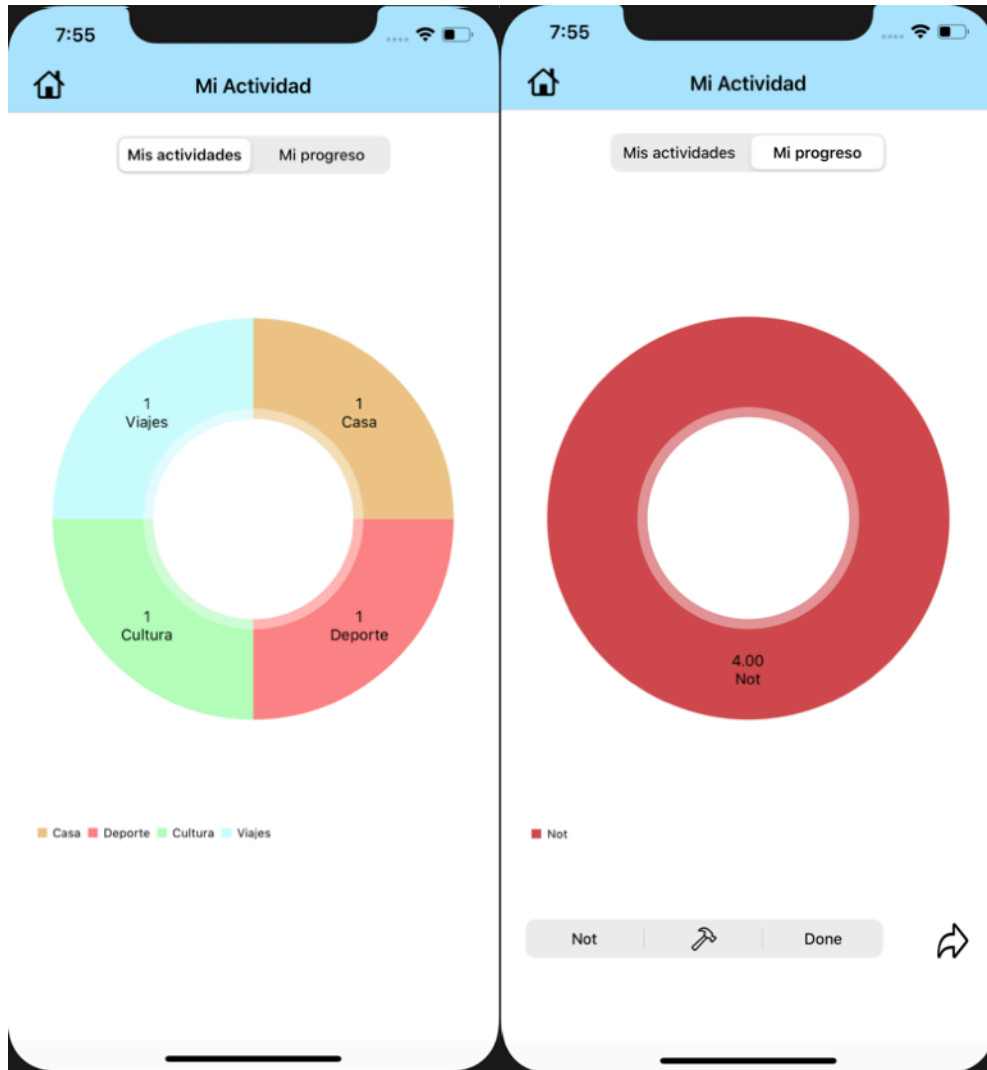 7:55
Mi Actividad
Mis actividades Mi progreso
1
Viajes
1
Casa
1
Cultura
1
Deporte
Casa Deporte Cultura Viajes
7:55
Mi Actividad
Mis actividades Mi progreso
4.00
Not
Not
Not Done